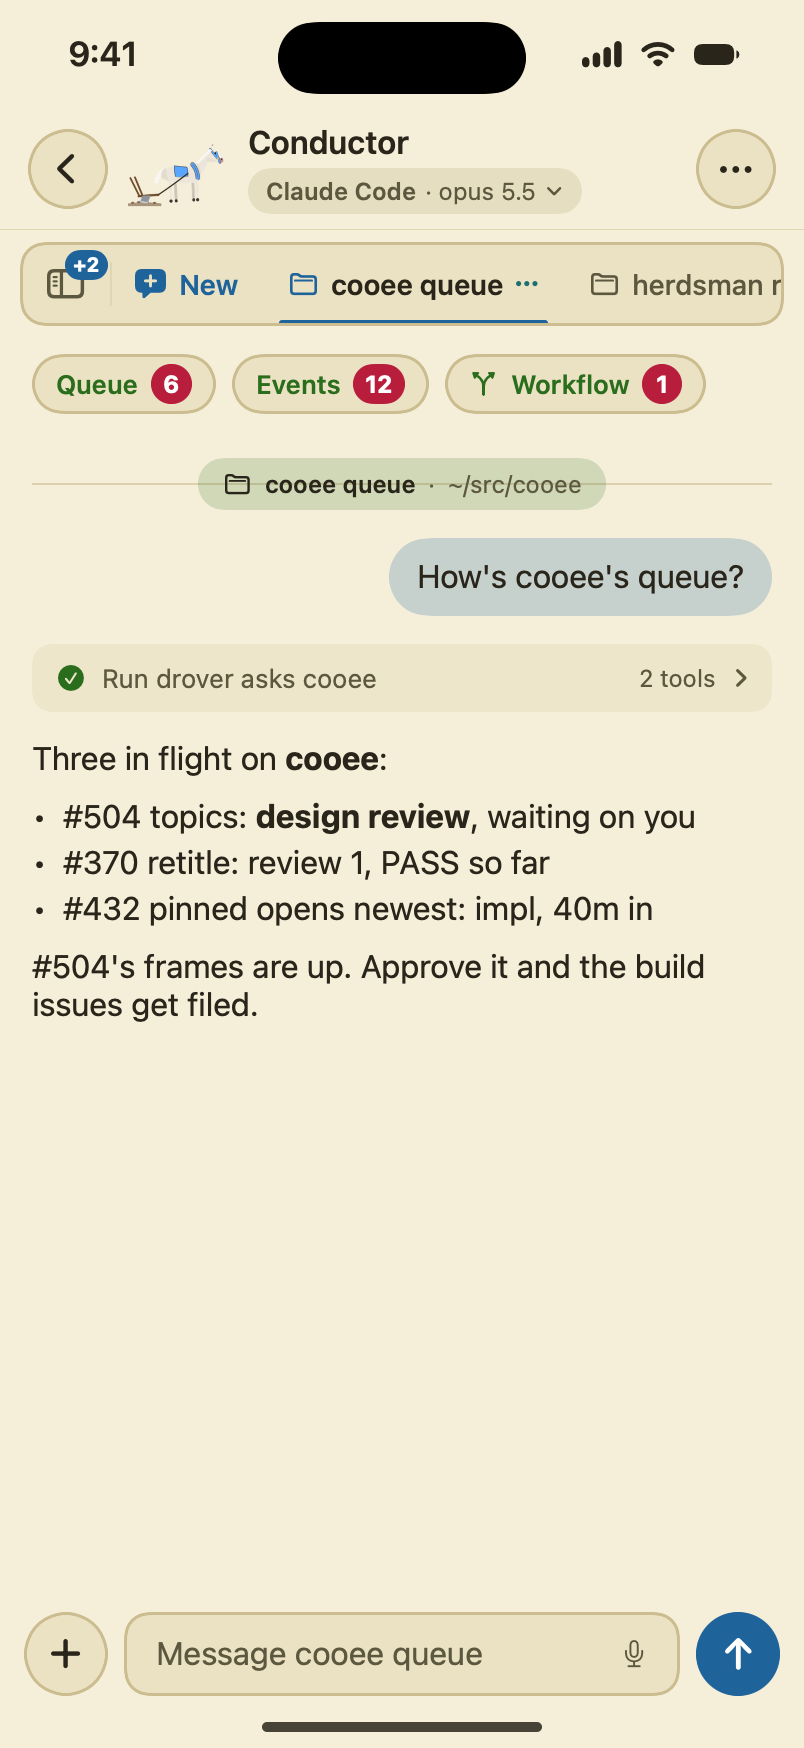 9:41
Conductor
Claude Code · opus 5.5
+2
New
cooee queue
herdsman r
Queue 6
Events 12
Workflow 1
cooee queue · ~/src/cooee
How's cooee's queue?
Run drover asks cooee
2 tools
Three in flight on cooee:
• #504 topics: design review, waiting on you
• #370 retitle: review 1, PASS so far
• #432 pinned opens newest: impl, 40m in
#504's frames are up. Approve it and the build
issues get filed.
Message cooee queue